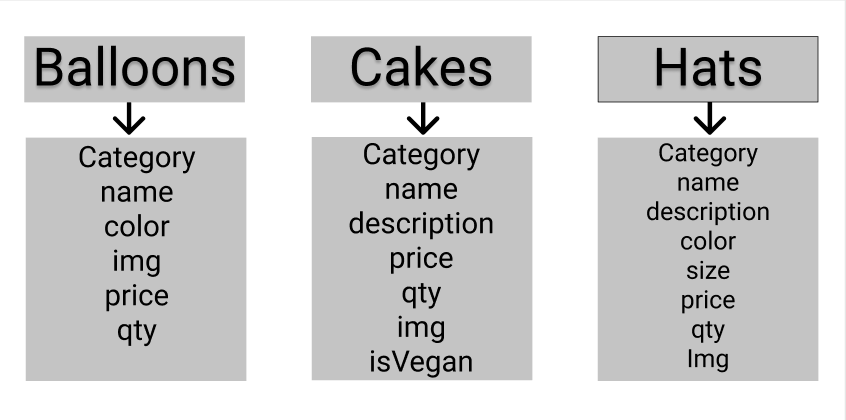 Balloons
Category
name
color
img
price
qty
Cakes
Category
name
description
price
qty
img
isVegan
Hats
Category
name
description
color
size
price
qty
Img